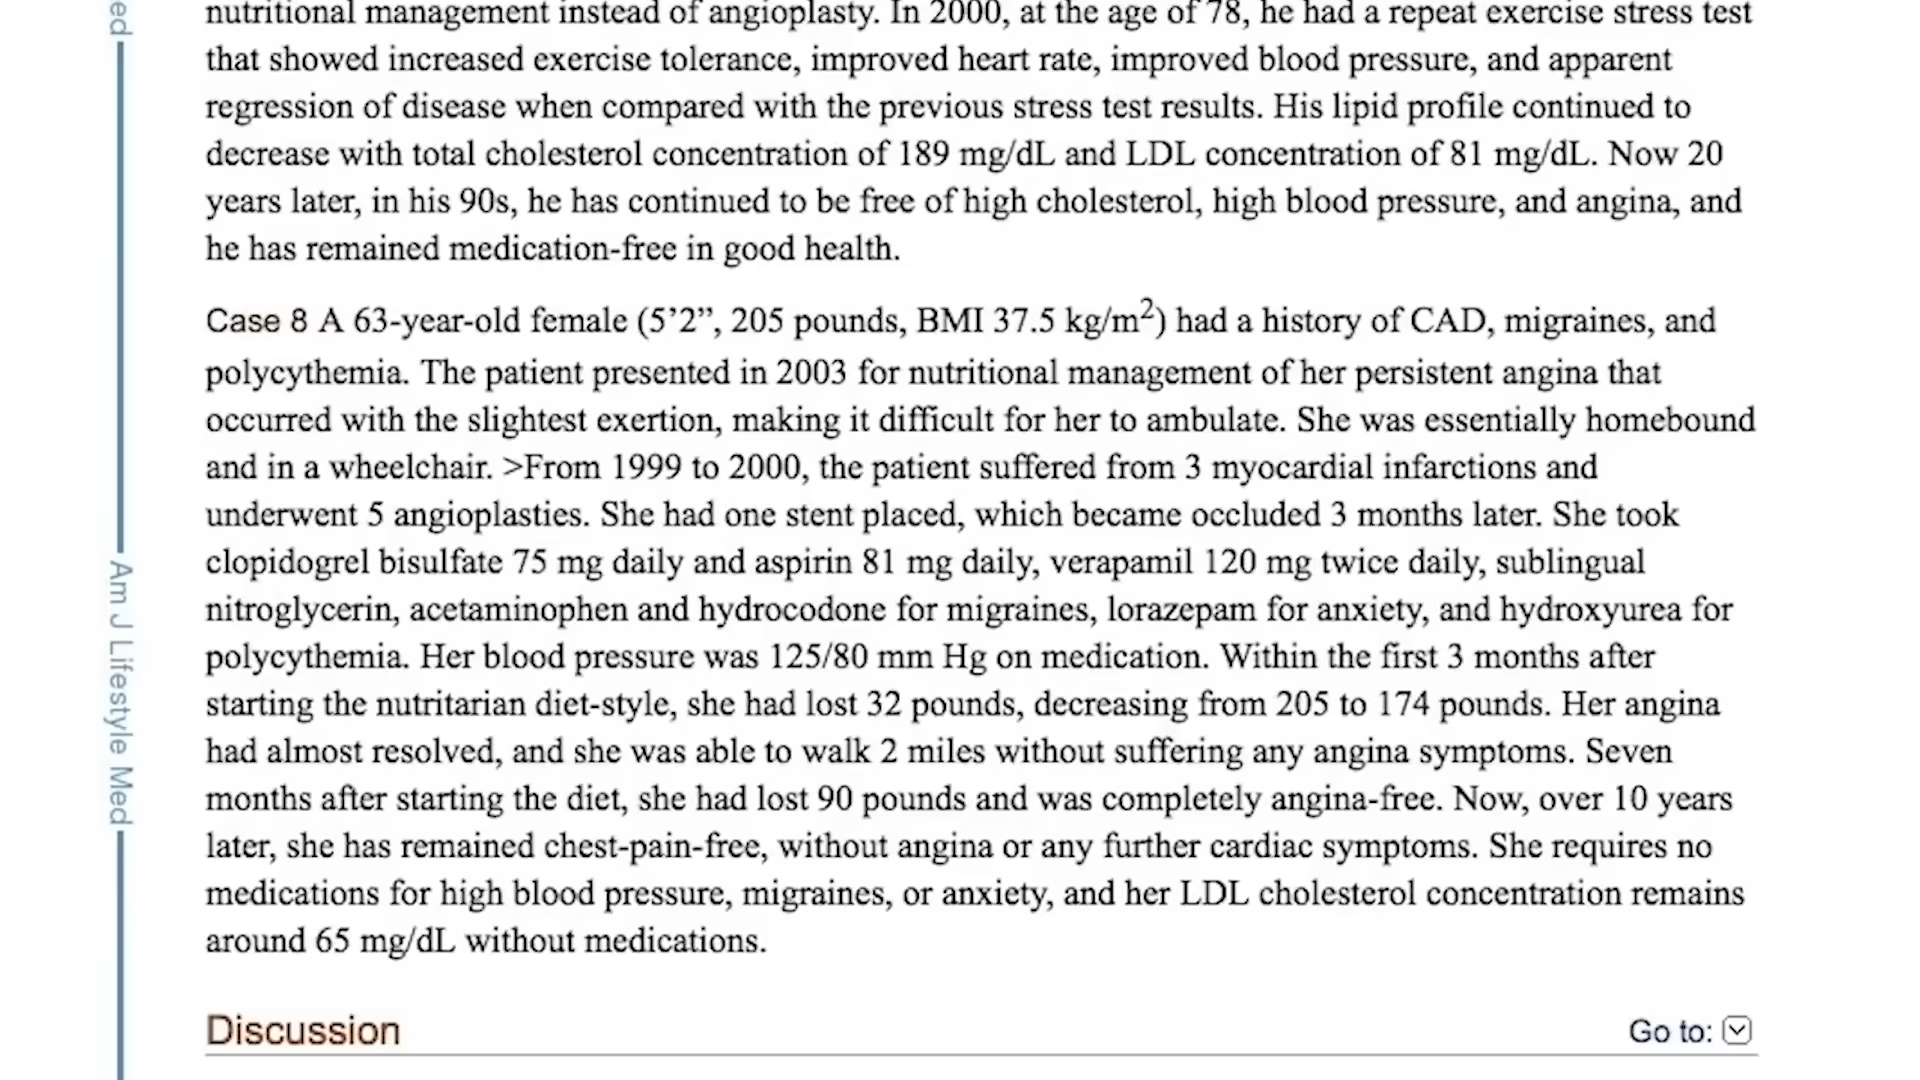 ed
nutritional management instead of angioplasty. In 2000, at the age of 78, he had a repeat exercise stress test
that showed increased exercise tolerance, improved heart rate, improved blood pressure, and apparent
regression of disease when compared with the previous stress test results. His lipid profile continued to
decrease with total cholesterol concentration of 189 mg/dL and LDL concentration of 81 mg/dL. Now 20
years later, in his 90s, he has continued to be free of high cholesterol, high blood pressure, and angina, and
he has remained medication-free in good health.
Case 8 A 63-year-old female (5’2”, 205 pounds, BMI 37.5 kg/m²) had a history of CAD, migraines, and
polycythemia. The patient presented in 2003 for nutritional management of her persistent angina that
occurred with the slightest exertion, making it difficult for her to ambulate. She was essentially homebound
and in a wheelchair. >From 1999 to 2000, the patient suffered from 3 myocardial infarctions and
underwent 5 angioplasties. She had one stent placed, which became occluded 3 months later. She took
clopidogrel bisulfate 75 mg daily and aspirin 81 mg daily, verapamil 120 mg twice daily, sublingual
nitroglycerin, acetaminophen and hydrocodone for migraines, lorazepam for anxiety, and hydroxyurea for
polycythemia. Her blood pressure was 125/80 mm Hg on medication. Within the first 3 months after
starting the nutritarian diet-style, she had lost 32 pounds, decreasing from 205 to 174 pounds. Her angina
had almost resolved, and she was able to walk 2 miles without suffering any angina symptoms. Seven
months after starting the diet, she had lost 90 pounds and was completely angina-free. Now, over 10 years
later, she has remained chest-pain-free, without angina or any further cardiac symptoms. She requires no
medications for high blood pressure, migraines, or anxiety, and her LDL cholesterol concentration remains
around 65 mg/dL without medications.
Am J Lifestyle Med
Discussion
Go to: